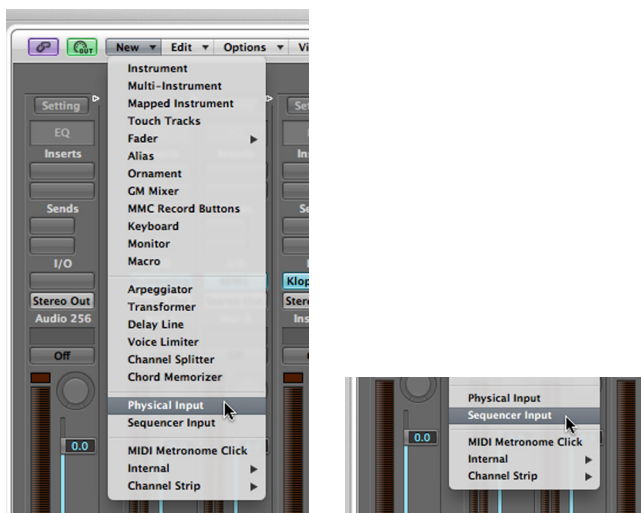 OUT
New Edit Options Vi
Instrument
Multi-Instrument
Mapped Instrument
Touch Tracks
Fader
Alias
Ornament
GM Mixer
MMC Record Buttons
Keyboard
Monitor
Macro
Arpeggiator
Transformer
Delay Line
Voice Limiter
Channel Splitter
Chord Memorizer
Physical Input
Sequencer Input
MIDI Metronome Click
Internal
Channel Strip
Setting
EQ
Inserts
Sends
I/O
Stereo Out
Audio 256
Off
0.0
Set
In
Se
Klop
Stere
Ins
Physical Input
Sequencer Input
MIDI Metronome Click
Internal
Channel Strip
0.0